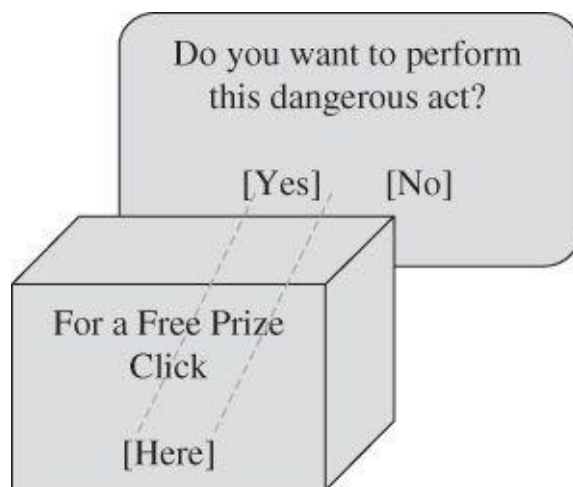 Do you want to perform
this dangerous act?
[Yes] [No]
For a Free Prize
Click
[Here]